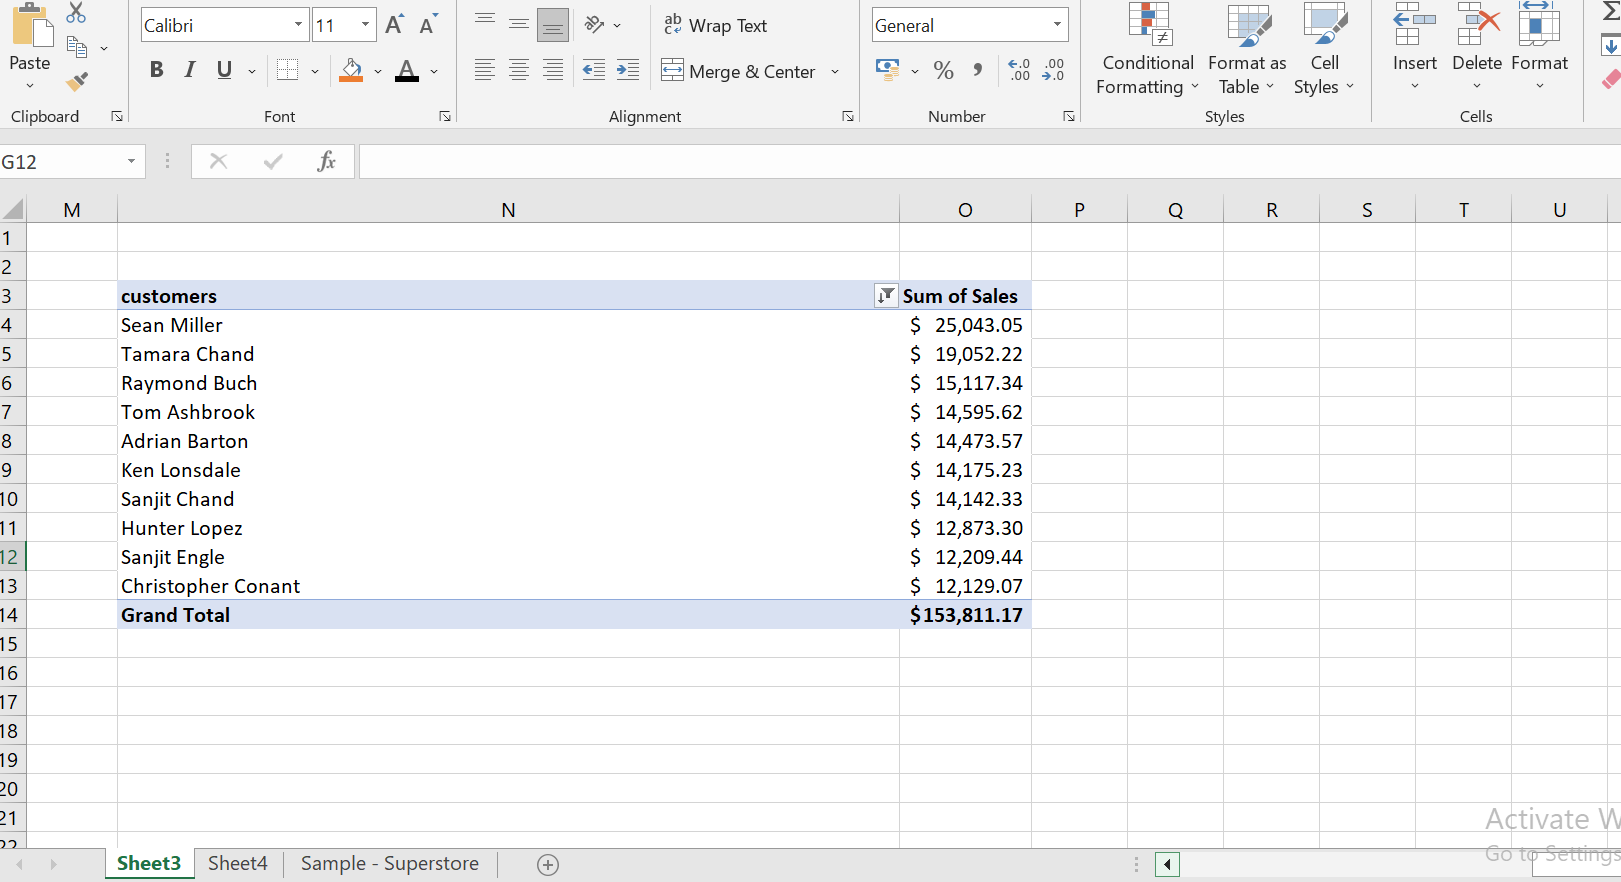 Calibri 11 A A ab Wrap Text General
Paste B I U A Merge & Center % , Conditional Formatting Format as Table Cell Styles Insert Delete Format
Clipboard Font Alignment Number Styles Cells
G12 fx
M N O P Q R S T U
1
2
3 customers Sum of Sales
4 Sean Miller $ 25,043.05
5 Tamara Chand $ 19,052.22
6 Raymond Buch $ 15,117.34
7 Tom Ashbrook $ 14,595.62
8 Adrian Barton $ 14,473.57
9 Ken Lonsdale $ 14,175.23
10 Sanjit Chand $ 14,142.33
11 Hunter Lopez $ 12,873.30
12 Sanjit Engle $ 12,209.44
13 Christopher Conant $ 12,129.07
14 Grand Total $153,811.17
15
16
17
18
19
20
21
22
Activate W
Go to Settings
Sheet3 Sheet4 Sample - Superstore